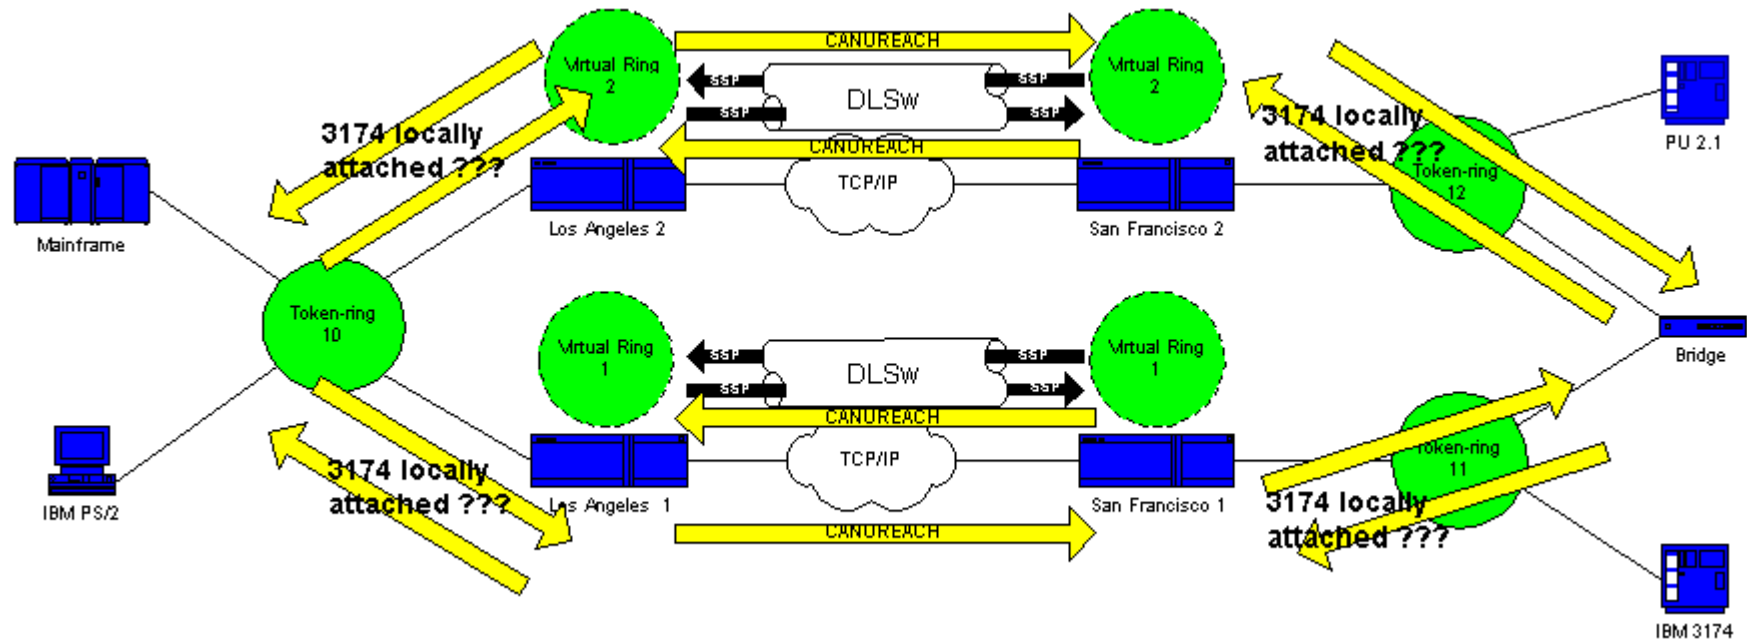 CANUREACH
Virtual Ring
2
SSP
SSP
DLSw
SSP
SSP
Virtual Ring
2
3174 locally
attached ???
CANUREACH
3174 locally
attached ???
PU 2.1
Mainframe
Los Angeles 2
TCP/IP
San Francisco 2
Token-ring
12
Token-ring
10
Virtual Ring
1
SSP
SSP
DLSw
SSP
SSP
Virtual Ring
1
Bridge
CANUREACH
3174 locally
attached ???
IBM PS/2
Los Angeles 1
TCP/IP
San Francisco 1
Token-ring
11
3174 locally
attached ???
CANUREACH
IBM 3174